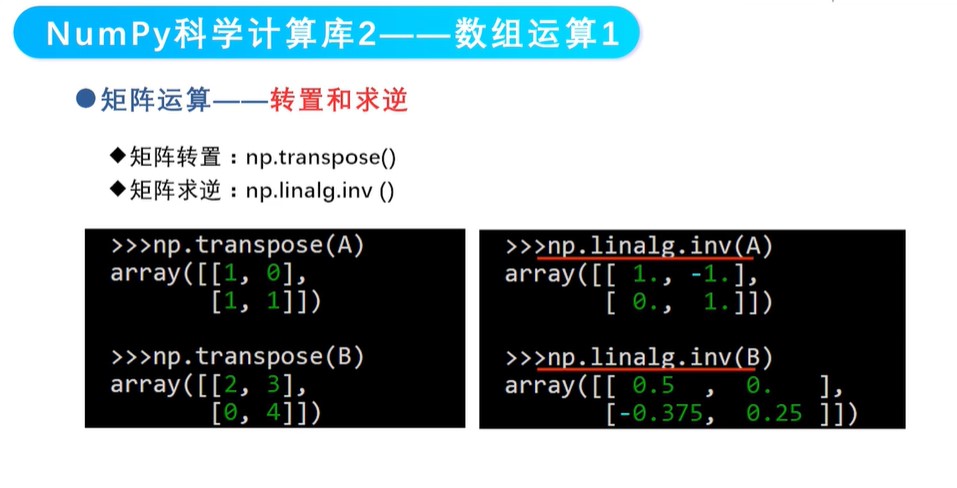 NumPy科学计算库2——数组运算1
●矩阵运算——转置和求逆
◆矩阵转置：np.transpose()
◆矩阵求逆：np.linalg.inv ()
>>>np.transpose(A)
array([[1, 0],
       [1, 1]])
>>>np.transpose(B)
array([[2, 3],
       [0, 4]])
>>>np.linalg.inv(A)
array([[ 1., -1.],
       [ 0.,  1.]])
>>>np.linalg.inv(B)
array([[ 0.5  ,  0.   ],
       [-0.375,  0.25 ]])